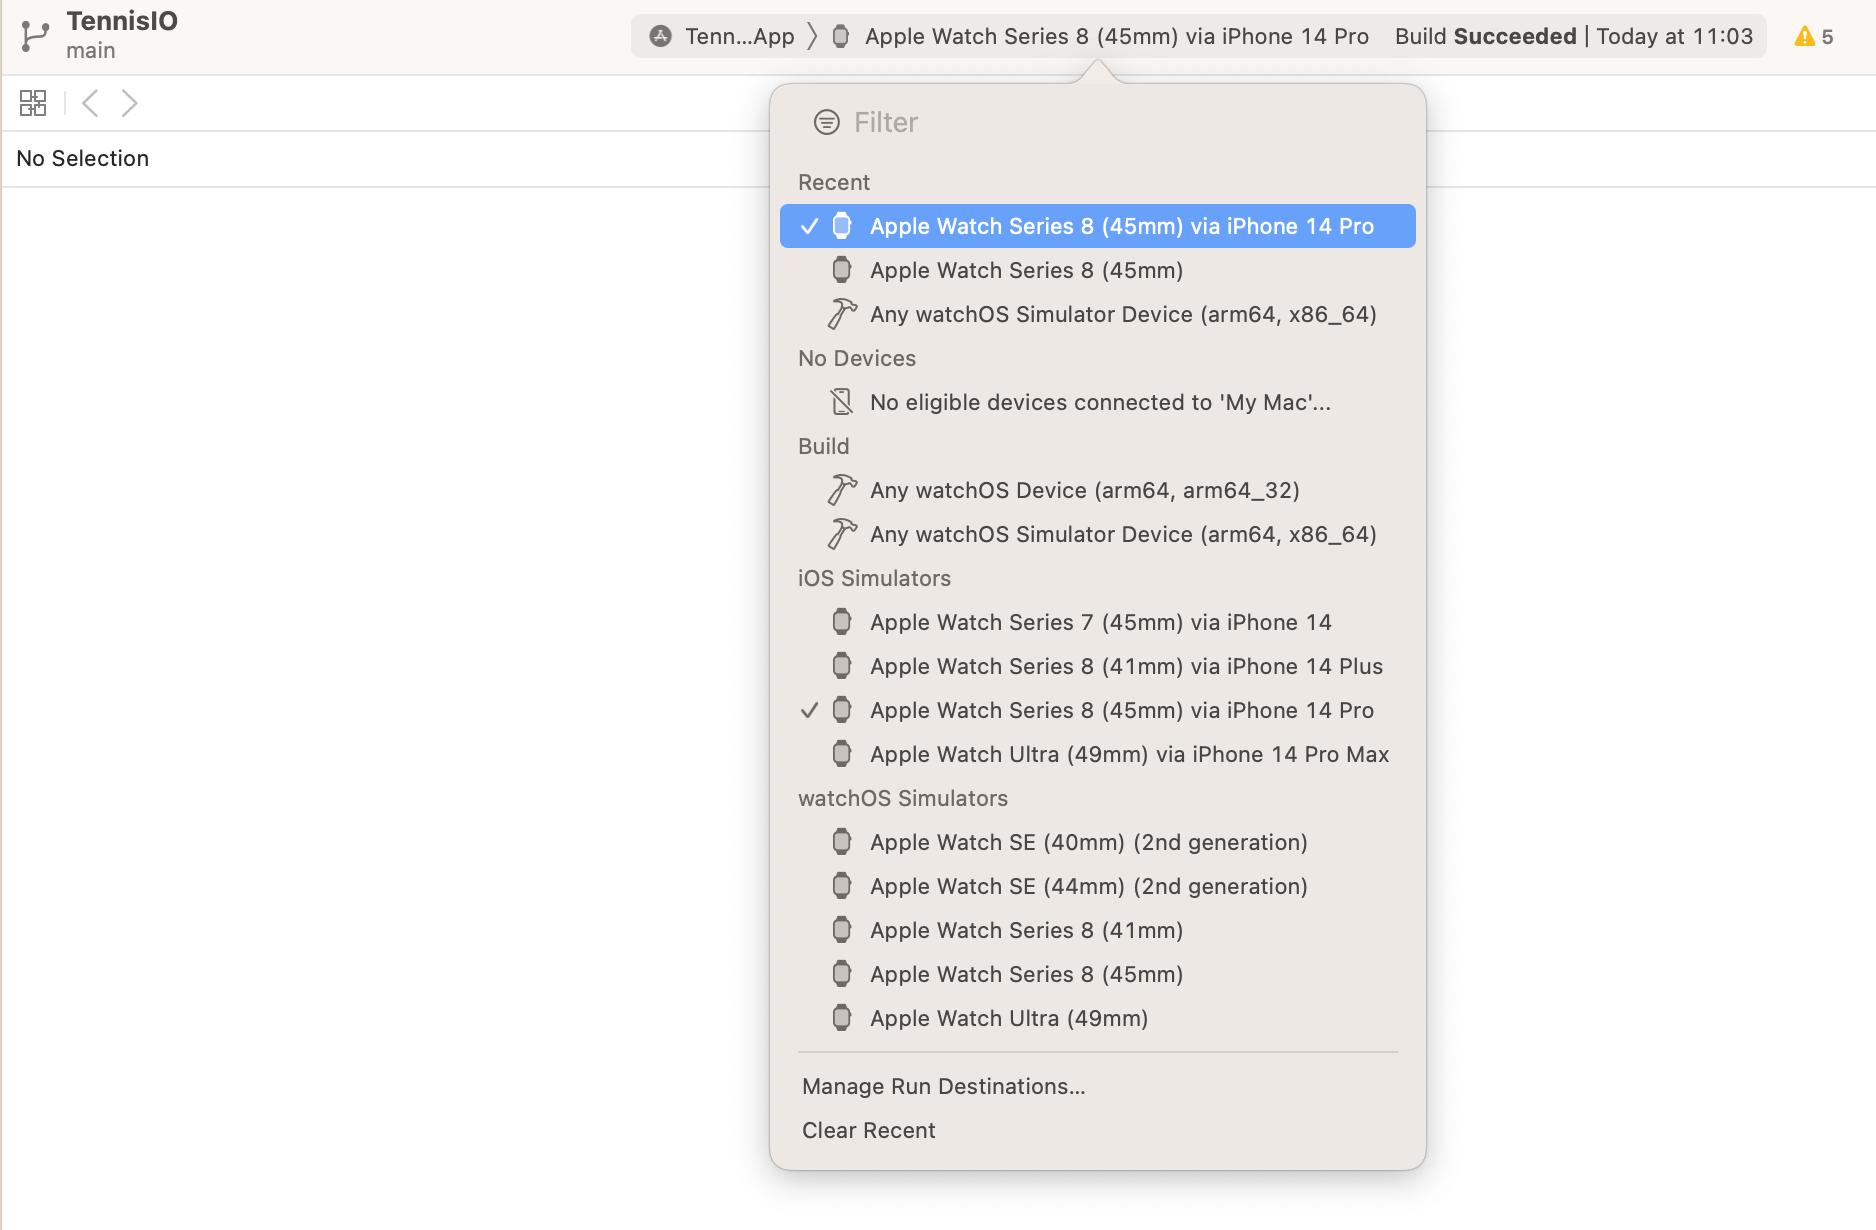 TennisIO
main
Tenn...App
Apple Watch Series 8 (45mm) via iPhone 14 Pro
Build Succeeded | Today at 11:03
5
No Selection
Filter
Recent
Apple Watch Series 8 (45mm) via iPhone 14 Pro
Apple Watch Series 8 (45mm)
Any watchOS Simulator Device (arm64, x86_64)
No Devices
No eligible devices connected to 'My Mac'...
Build
Any watchOS Device (arm64, arm64_32)
Any watchOS Simulator Device (arm64, x86_64)
iOS Simulators
Apple Watch Series 7 (45mm) via iPhone 14
Apple Watch Series 8 (41mm) via iPhone 14 Plus
Apple Watch Series 8 (45mm) via iPhone 14 Pro
Apple Watch Ultra (49mm) via iPhone 14 Pro Max
watchOS Simulators
Apple Watch SE (40mm) (2nd generation)
Apple Watch SE (44mm) (2nd generation)
Apple Watch Series 8 (41mm)
Apple Watch Series 8 (45mm)
Apple Watch Ultra (49mm)
Manage Run Destinations...
Clear Recent